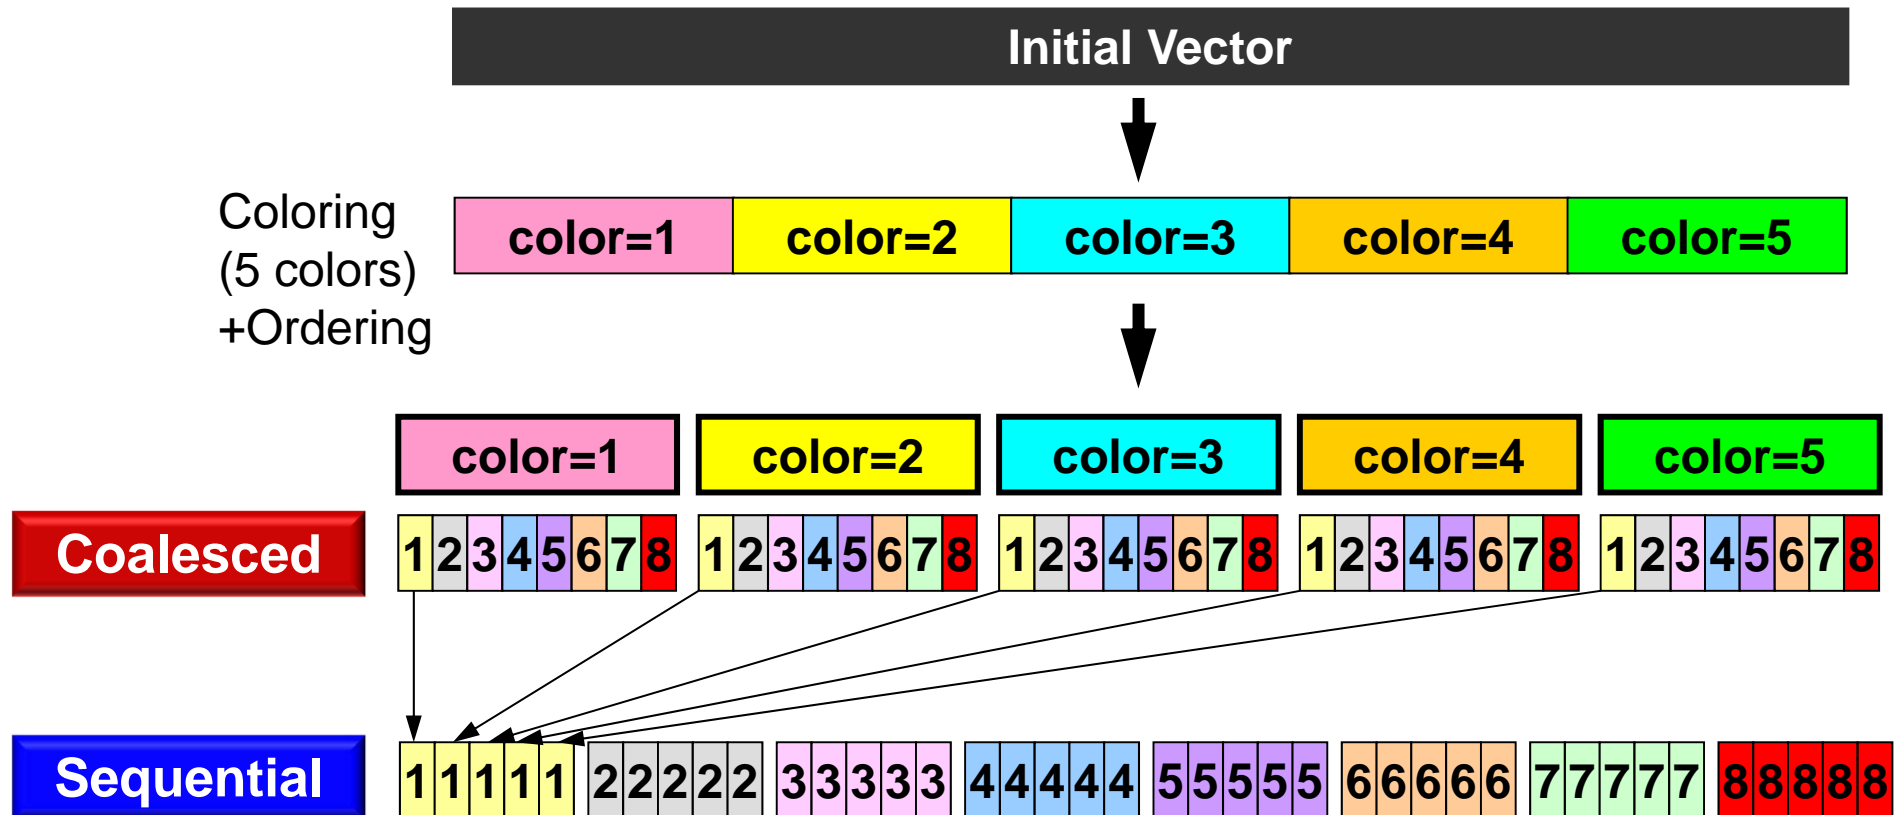 Initial Vector
Coloring
(5 colors)
+Ordering
color=1 color=2 color=3 color=4 color=5
color=1 color=2 color=3 color=4 color=5
Coalesced 1 2 3 4 5 6 7 8 1 2 3 4 5 6 7 8 1 2 3 4 5 6 7 8 1 2 3 4 5 6 7 8 1 2 3 4 5 6 7 8
Sequential 1 1 1 1 1 2 2 2 2 2 3 3 3 3 3 4 4 4 4 4 5 5 5 5 5 6 6 6 6 6 7 7 7 7 7 8 8 8 8 8